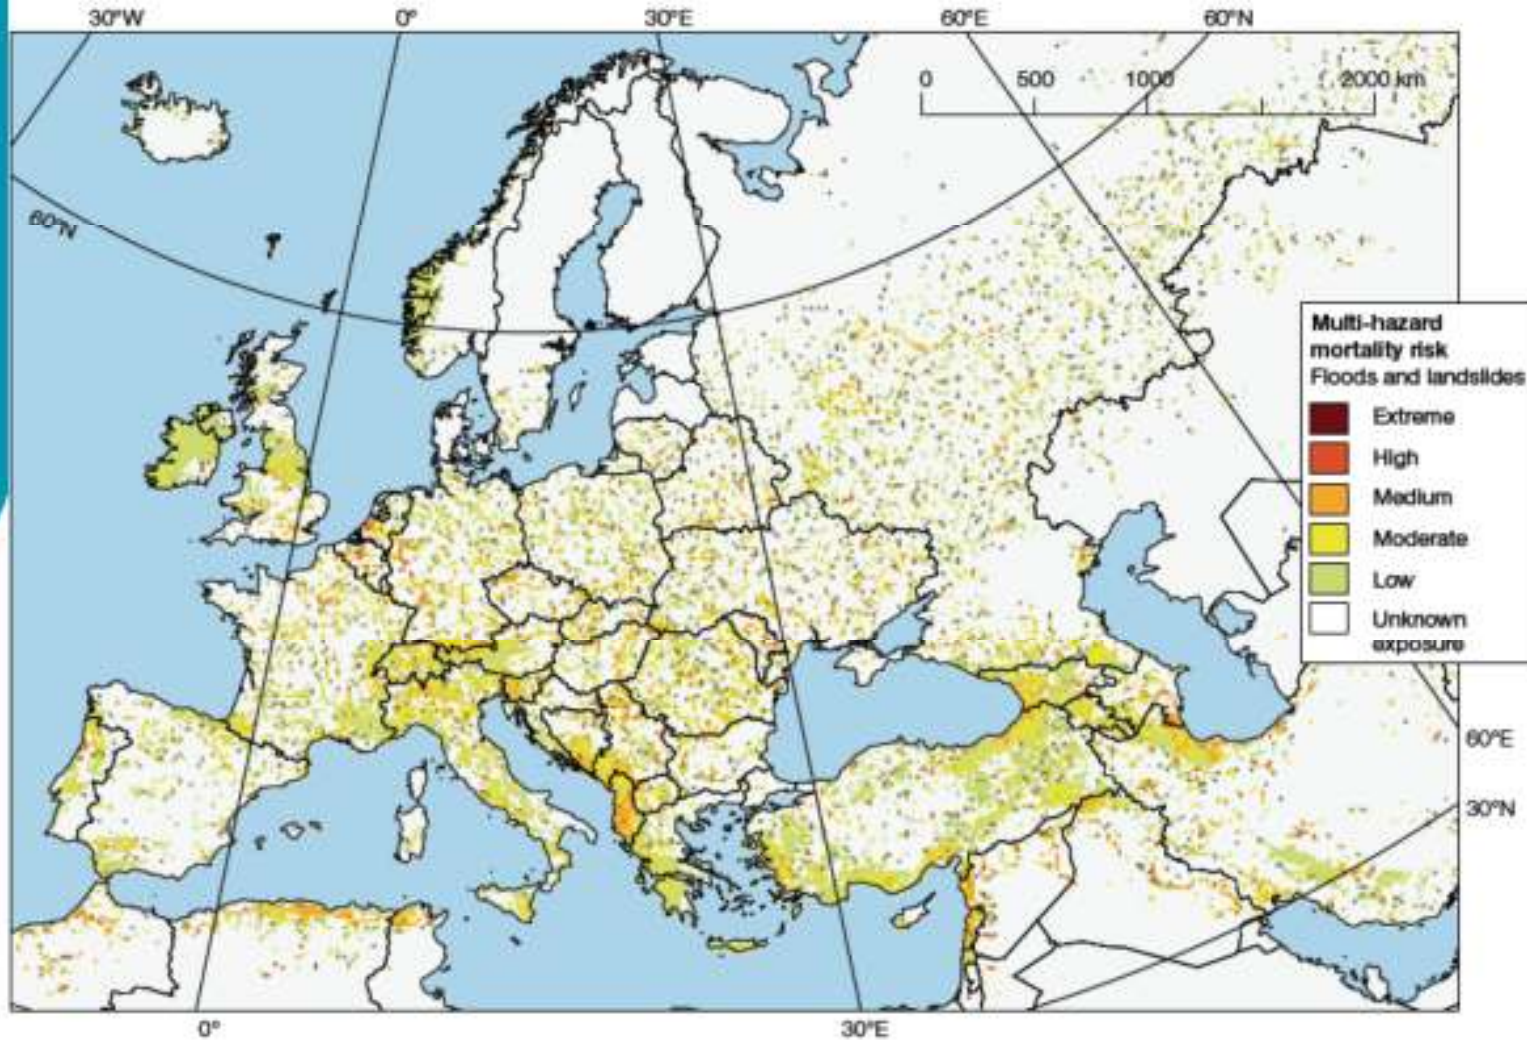 30°W
0°
30°E
60°E
60°N
0
500
1000
2000 km
60°N
Multi-hazard
mortality risk
Floods and landslides
Extreme
High
Medium
Moderate
Low
Unknown
exposure
60°E
30°N
0°
30°E